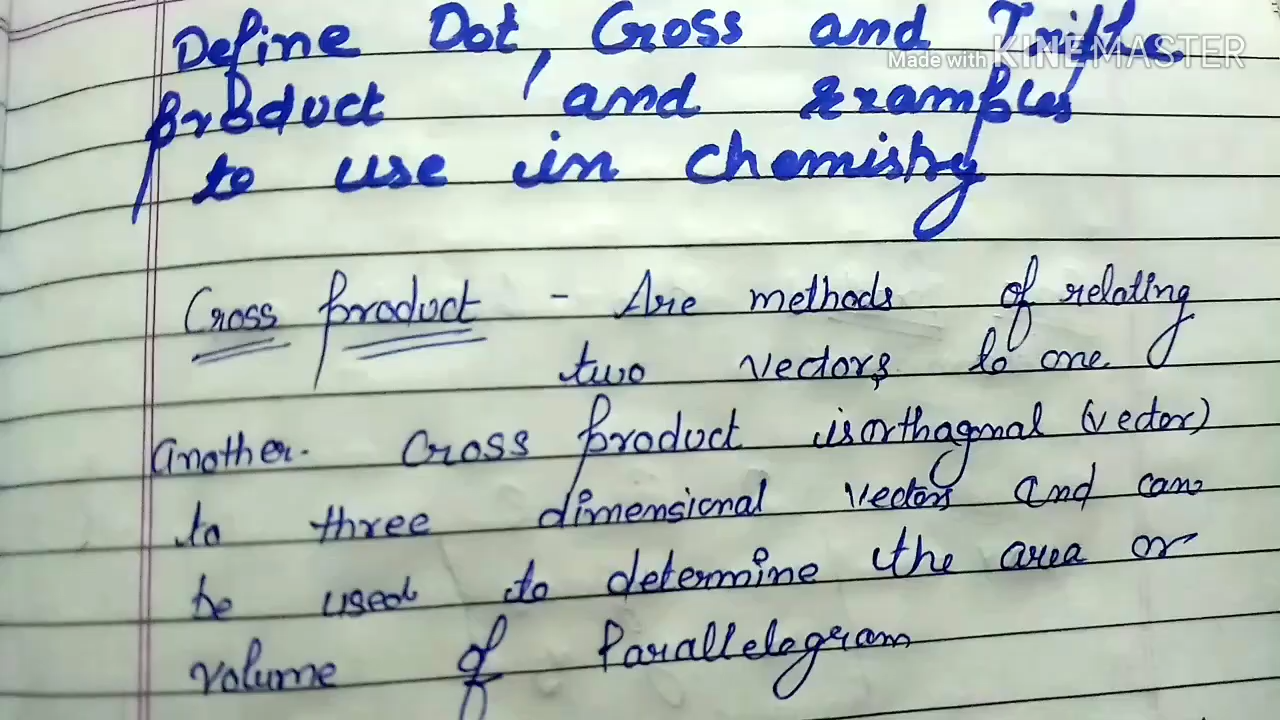 Define Dot, Cross and Triple
Made with KINEMASTER
product and examples
to use in chemistry
Cross product - Are methods of relating
two vectors to one
another. Cross product is orthagmal (vector)
to three dimensional vectors and can
be used to determine the area or
volume of Parallelogram